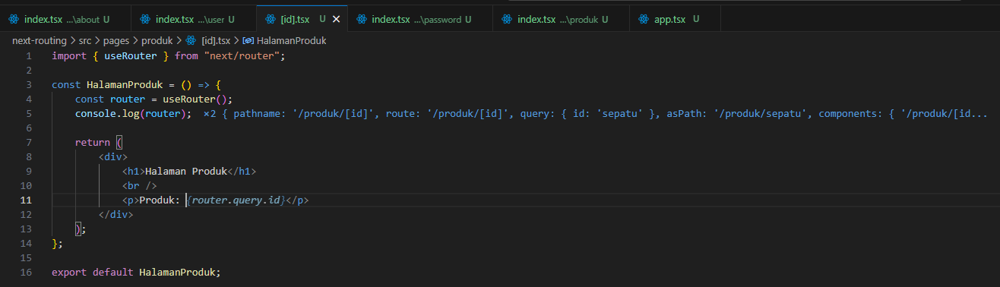 index.tsx ...\about U index.tsx ...\user U [id].tsx U × index.tsx ...\password U index.tsx ...\produk U app.tsx U
next-routing > src > pages > produk > [id].tsx > HalamanProduk
1 import { useRouter } from "next/router";
2
3 const HalamanProduk = () => {
4 const router = useRouter();
5 console.log(router); ×2 { pathname: '/produk/[id]', route: '/produk/[id]', query: { id: 'sepatu' }, asPath: '/produk/sepatu', components: { '/produk/[id...
6
7 return (
8 <div>
9 <h1>Halaman Produk</h1>
10 <br />
11 <p>Produk: {router.query.id}</p>
12 </div>
13 );
14 };
15
16 export default HalamanProduk;